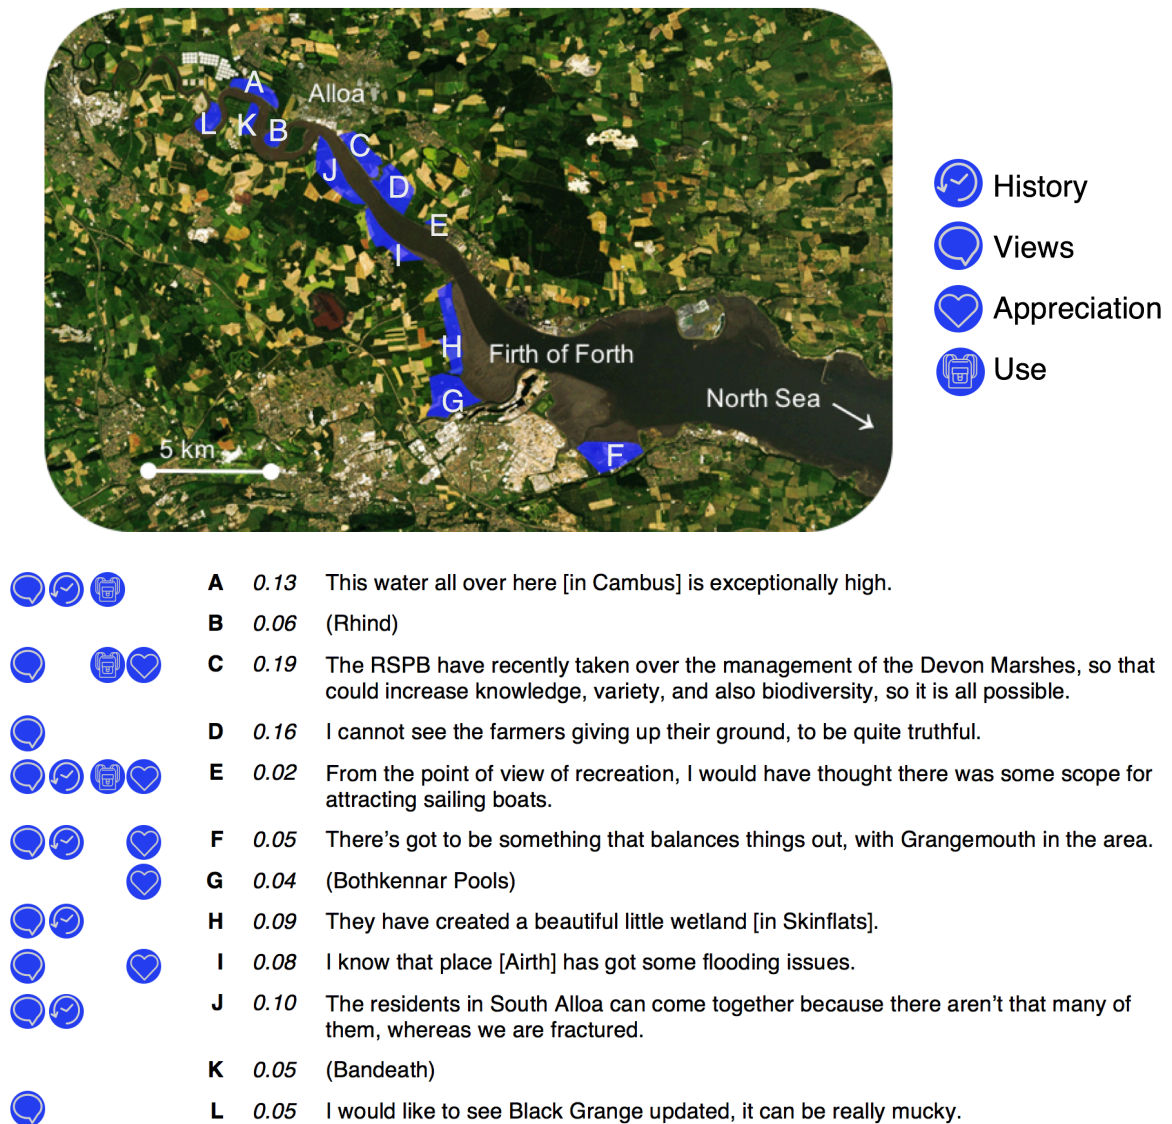 A
Alloa
L
K
B
C
J
D
E
I
H
Firth of Forth
G
North Sea
5 km
F
History
Views
Appreciation
Use
A 0.13 This water all over here [in Cambus] is exceptionally high.
B 0.06 (Rhind)
C 0.19 The RSPB have recently taken over the management of the Devon Marshes, so that
could increase knowledge, variety, and also biodiversity, so it is all possible.
D 0.16 I cannot see the farmers giving up their ground, to be quite truthful.
E 0.02 From the point of view of recreation, I would have thought there was some scope for
attracting sailing boats.
F 0.05 There's got to be something that balances things out, with Grangemouth in the area.
G 0.04 (Bothkennar Pools)
H 0.09 They have created a beautiful little wetland [in Skinflats].
I 0.08 I know that place [Airth] has got some flooding issues.
J 0.10 The residents in South Alloa can come together because there aren't that many of
them, whereas we are fractured.
K 0.05 (Bandeath)
L 0.05 I would like to see Black Grange updated, it can be really mucky.